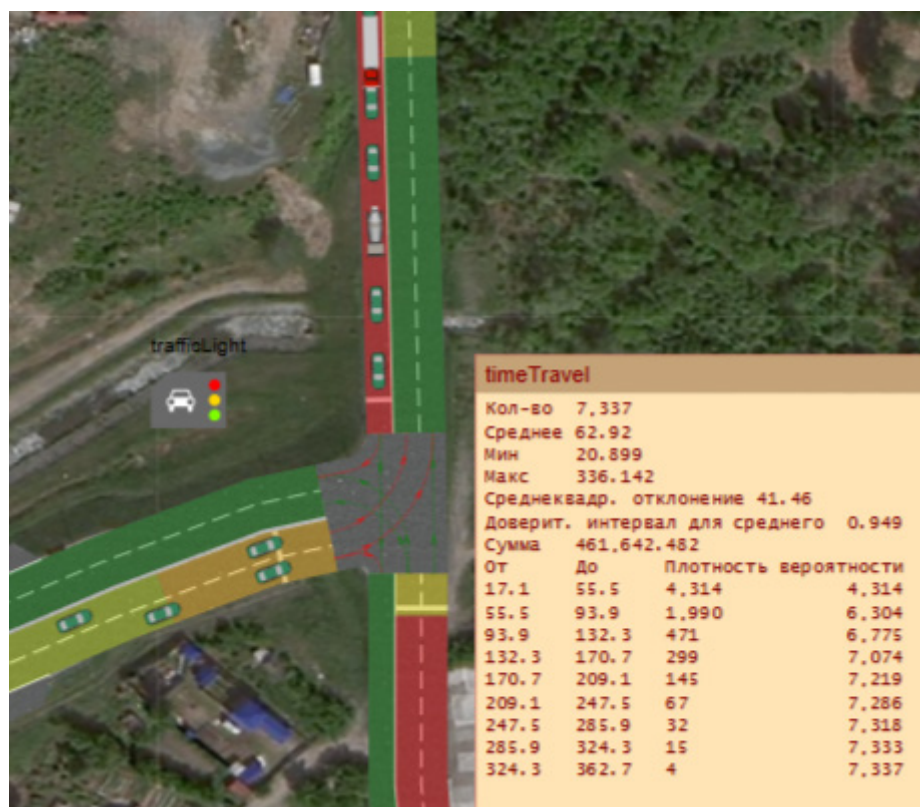 trafficLight
timeTravel
Кол-во 7,337
Среднее 62.92
Мин 20.899
Макс 336.142
Среднеквадр. отклонение 41.46
Доверит. интервал для среднего 0.949
Сумма 461,642.482
От До Плотность вероятности
17.1 55.5 4,314 4,314
55.5 93.9 1,990 6,304
93.9 132.3 471 6,775
132.3 170.7 299 7,074
170.7 209.1 145 7,219
209.1 247.5 67 7,286
247.5 285.9 32 7,318
285.9 324.3 15 7,333
324.3 362.7 4 7,337